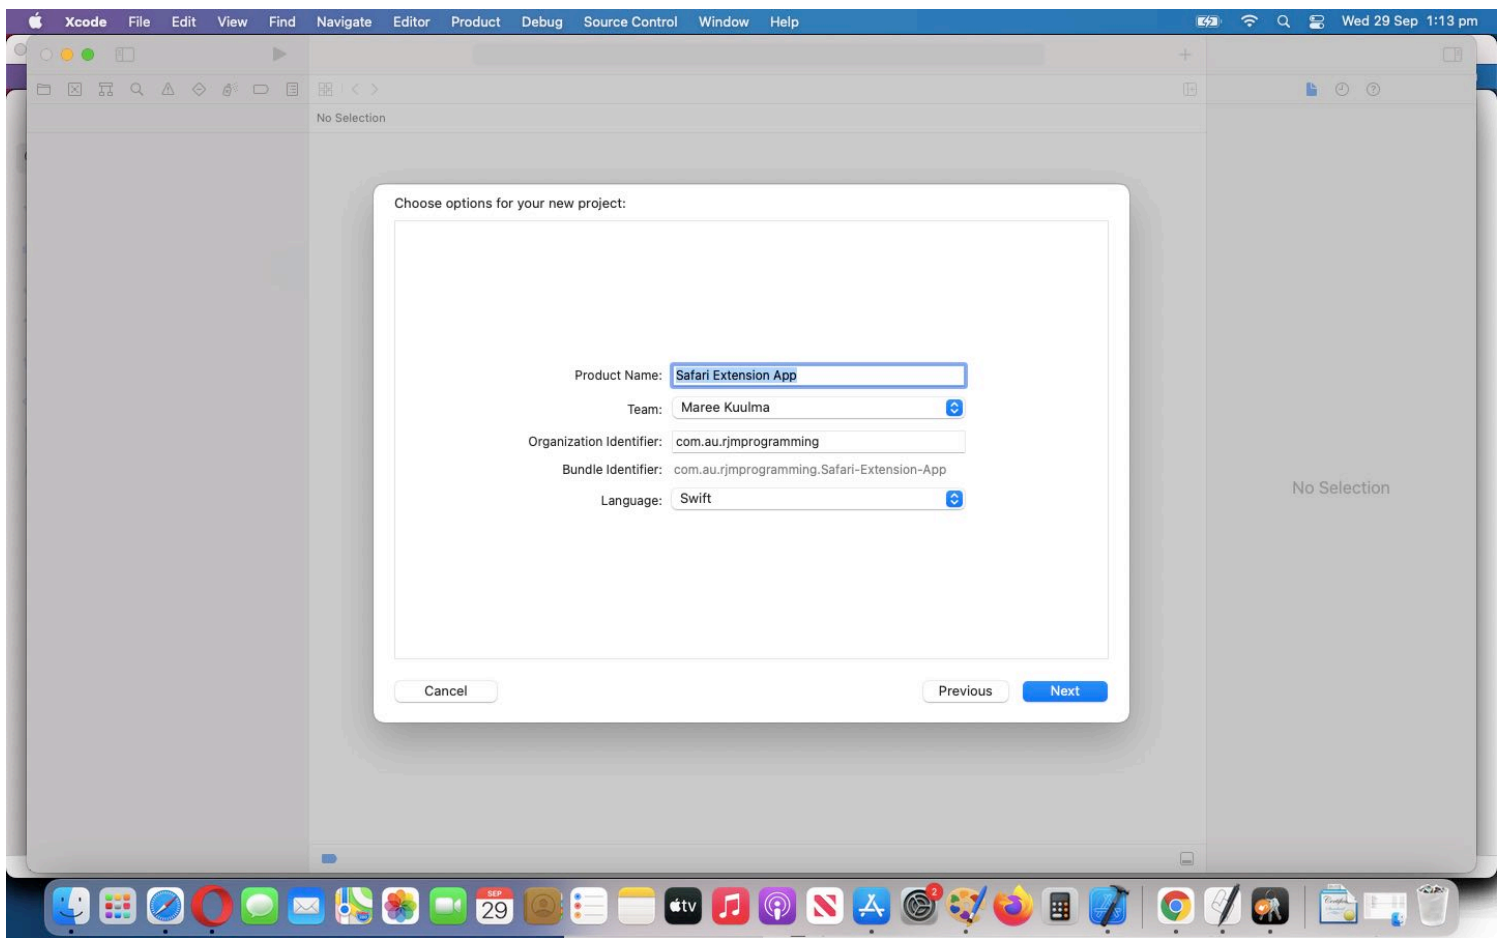 Xcode File Edit View Find Navigate Editor Product Debug Source Control Window Help Wed 29 Sep 1:13 pm
No Selection
Choose options for your new project:
Product Name: Safari Extension App
Team: Maree Kuulma
Organization Identifier: com.au.rjmprogramming
Bundle Identifier: com.au.rjmprogramming.Safari-Extension-App
Language: Swift
No Selection
Cancel Previous Next
SEP
29
tv
2